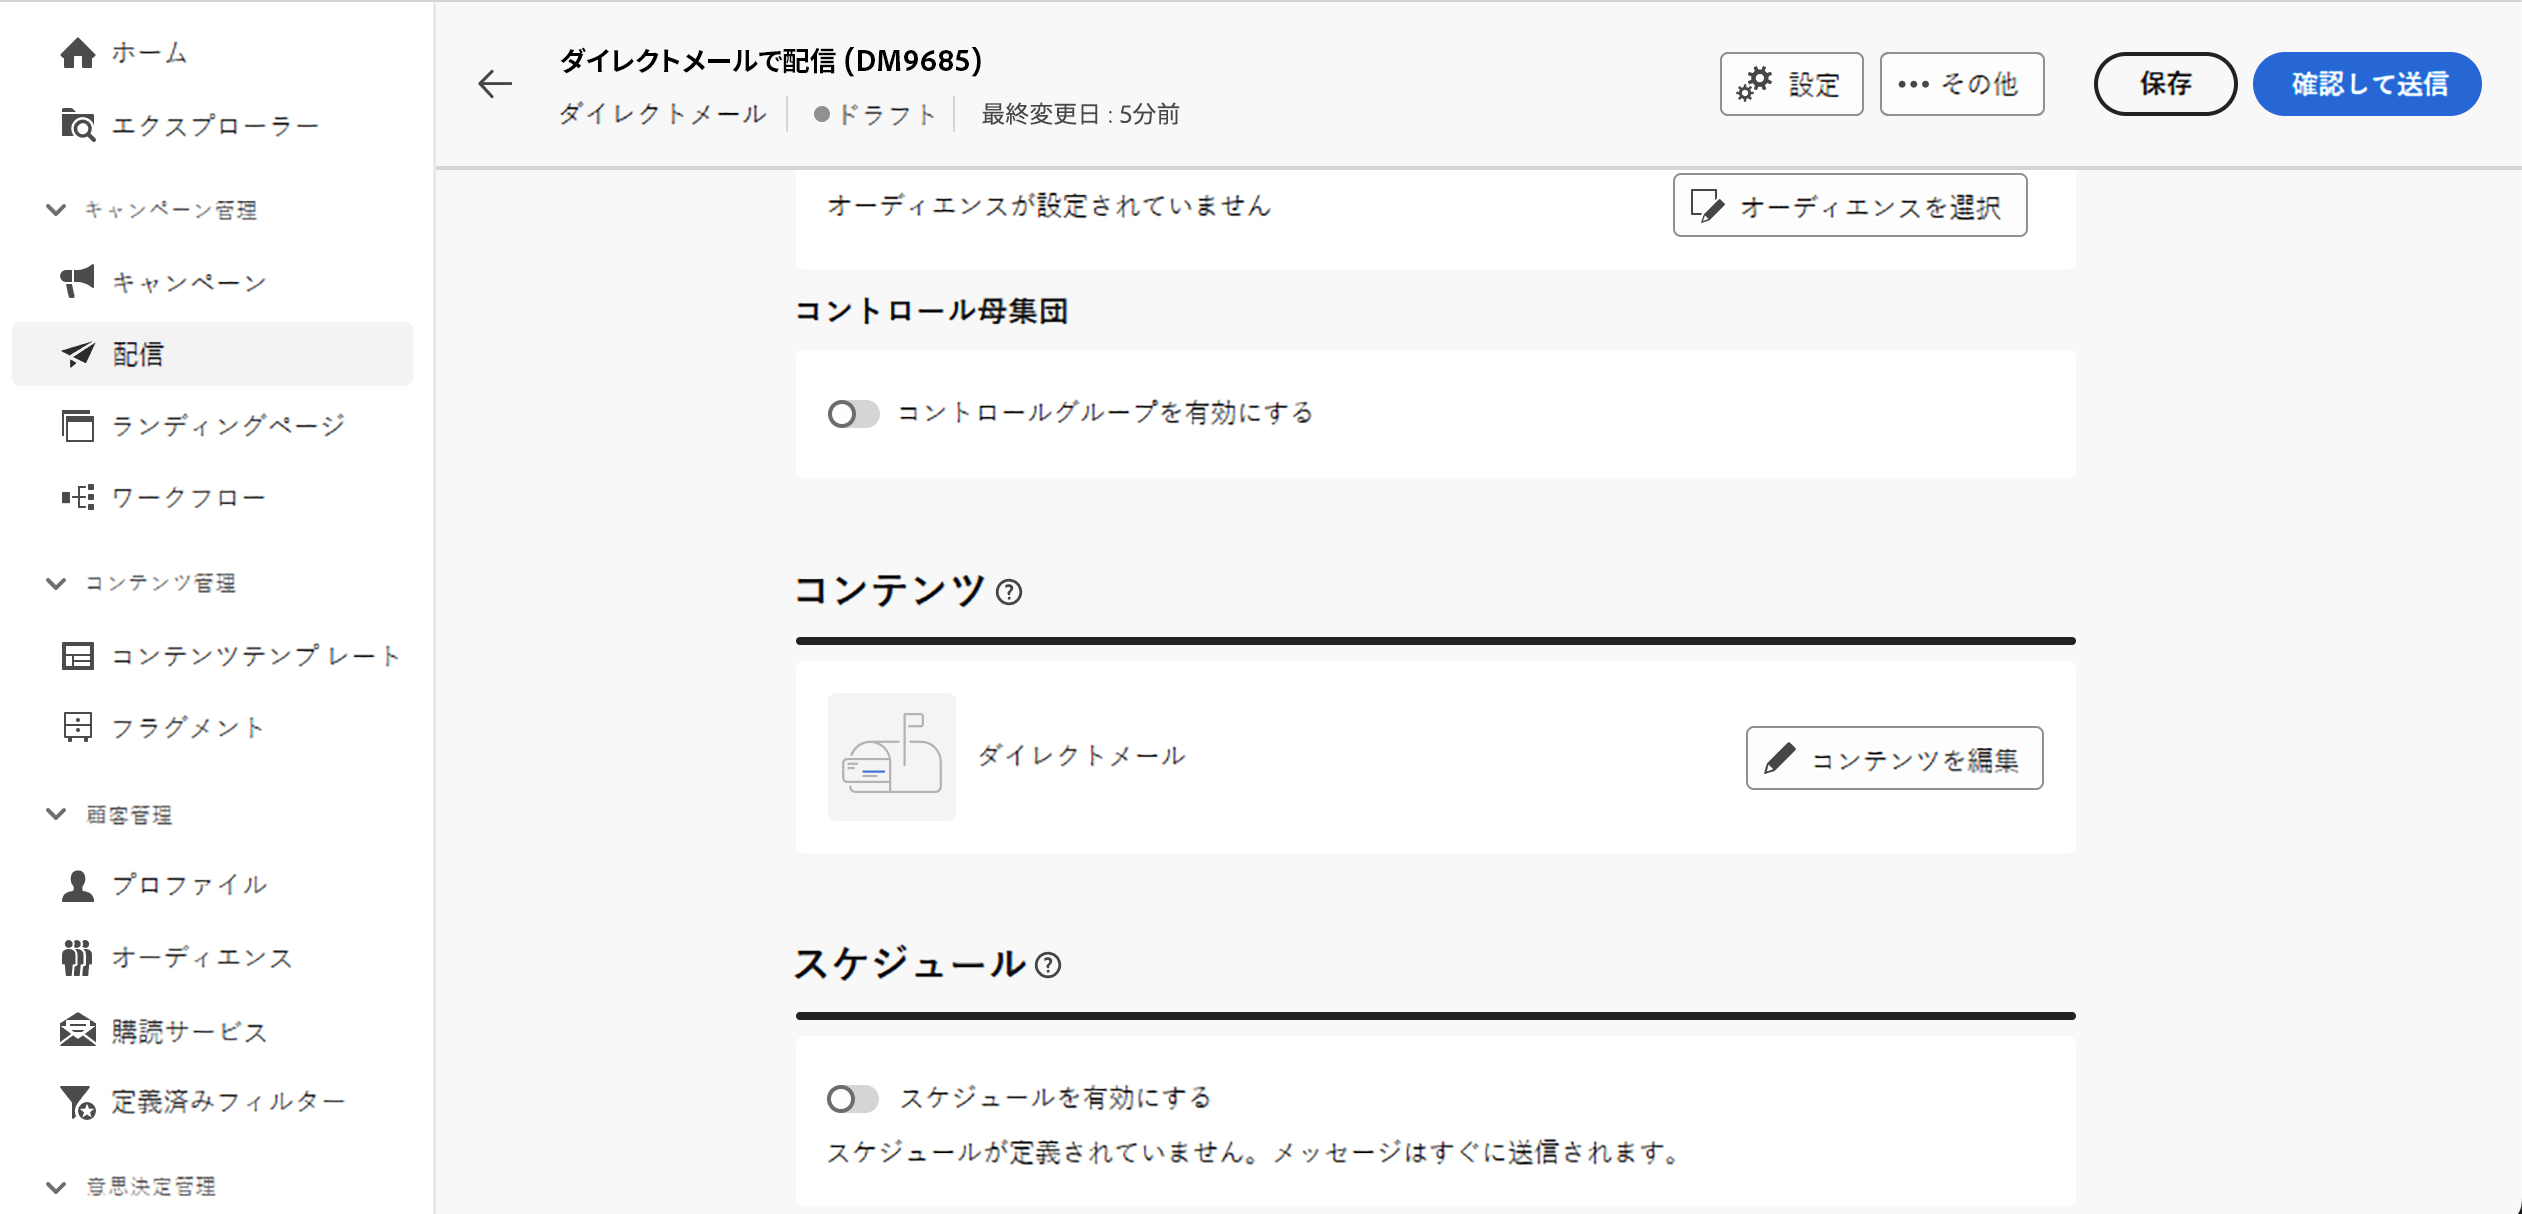 ホーム
エクスプローラー
キャンペーン管理
キャンペーン
配信
ランディングページ
ワークフロー
コンテンツ管理
コンテンツテンプレート
フラグメント
顧客管理
プロファイル
オーディエンス
購読サービス
定義済みフィルター
意思決定管理
ダイレクトメールで配信 (DM9685)
ダイレクトメール ドラフト 最終変更日 : 5分前
設定 その他 保存 確認して送信
オーディエンスが設定されていません オーディエンスを選択
コントロール母集団
コントロールグループを有効にする
コンテンツ
ダイレクトメール コンテンツを編集
スケジュール
スケジュールを有効にする
スケジュールが定義されていません。メッセージはすぐに送信されます。